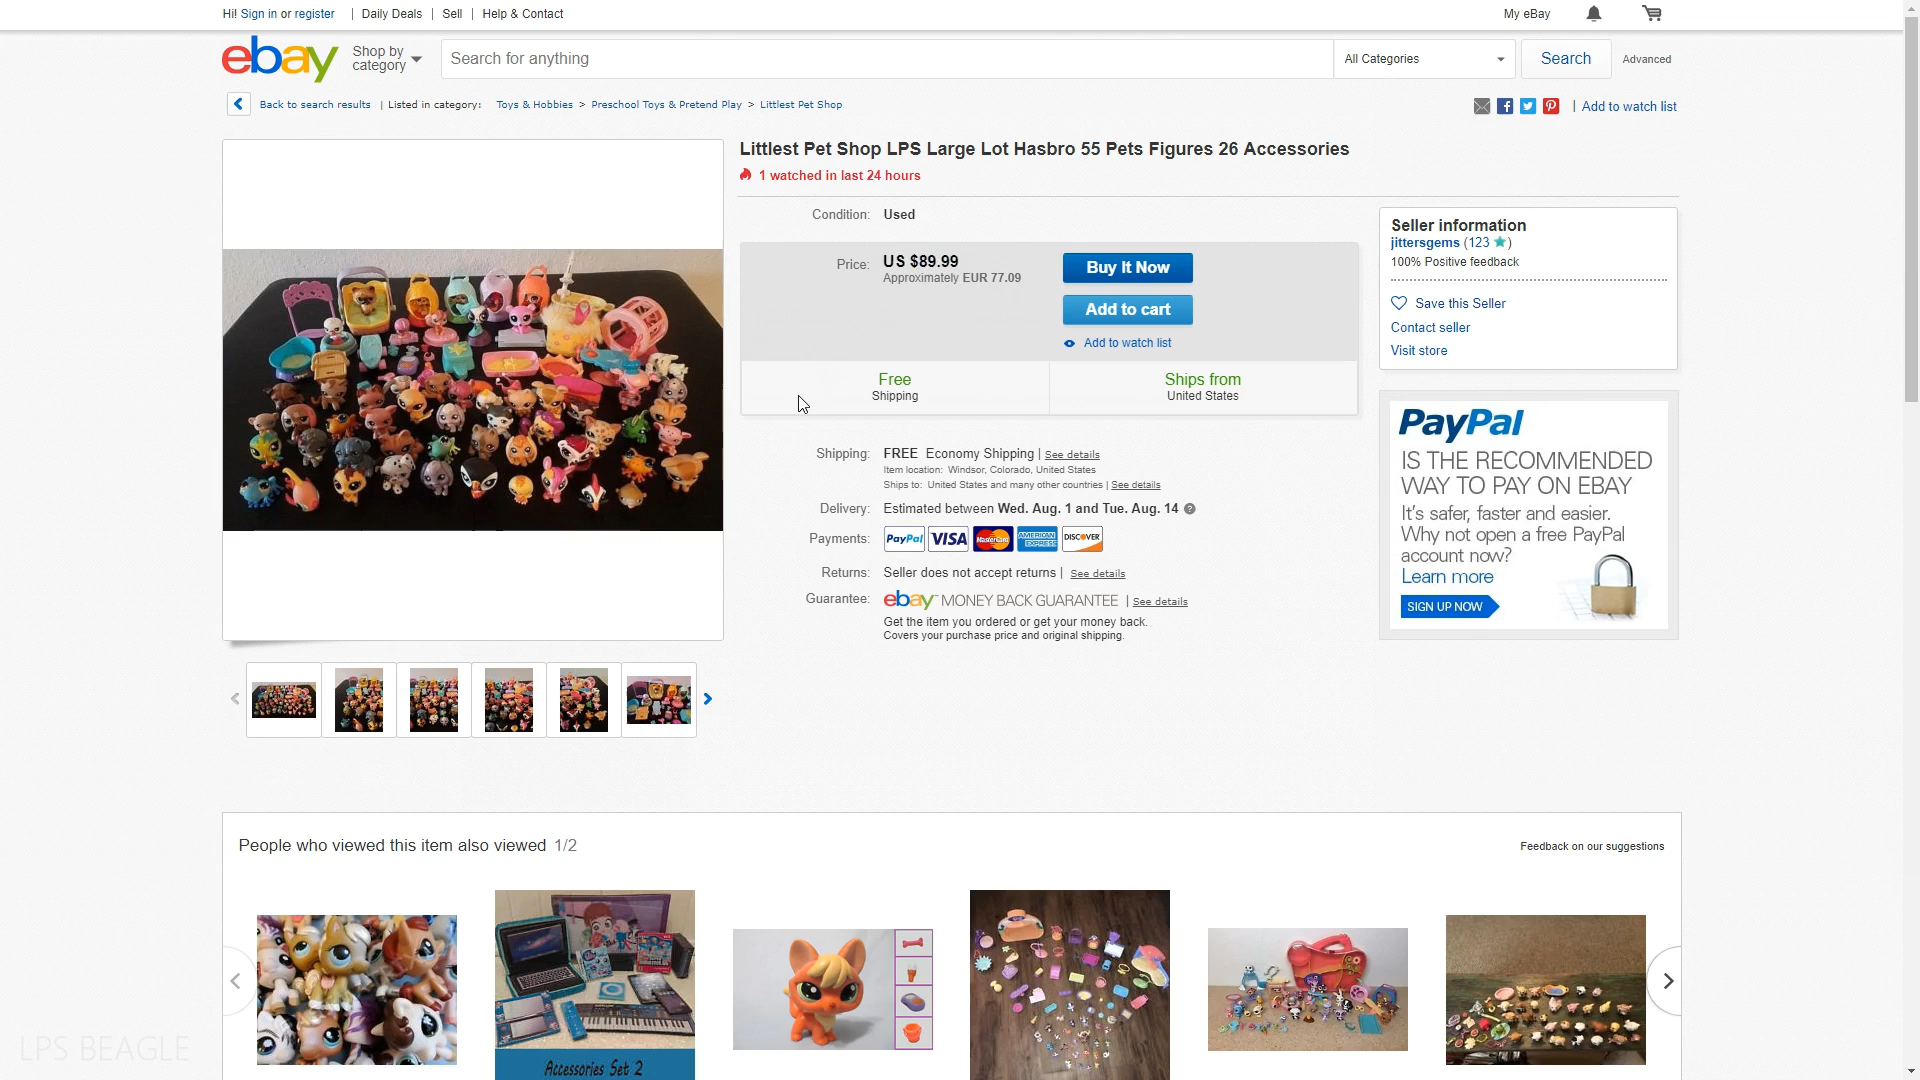 Hi! Sign in or register | Daily Deals | Sell | Help & Contact My eBay
ebay Shop by category Search for anything All Categories Search Advanced
Back to search results | Listed in category: Toys & Hobbies > Preschool Toys & Pretend Play > Littlest Pet Shop | Add to watch list
Littlest Pet Shop LPS Large Lot Hasbro 55 Pets Figures 26 Accessories
1 watched in last 24 hours
Condition: Used
Price: US $89.99
Approximately EUR 77.09
Buy It Now
Add to cart
Add to watch list
Free
Shipping
Ships from
United States
Shipping: FREE Economy Shipping | See details
Item location: Windsor, Colorado, United States
Ships to: United States and many other countries | See details
Delivery: Estimated between Wed. Aug. 1 and Tue. Aug. 14
Payments: PayPal VISA MasterCard AMERICAN EXPRESS DISCOVER
Returns: Seller does not accept returns | See details
Guarantee: ebay MONEY BACK GUARANTEE | See details
Get the item you ordered or get your money back.
Covers your purchase price and original shipping.
Seller information
jittersgems (123 )
100% Positive feedback
Save this Seller
Contact seller
Visit store
PayPal
IS THE RECOMMENDED
WAY TO PAY ON EBAY
It's safer, faster and easier.
Why not open a free PayPal
account now?
Learn more
SIGN UP NOW
People who viewed this item also viewed 1/2
Feedback on our suggestions
Accessories Set 2
LPS BEAGLE